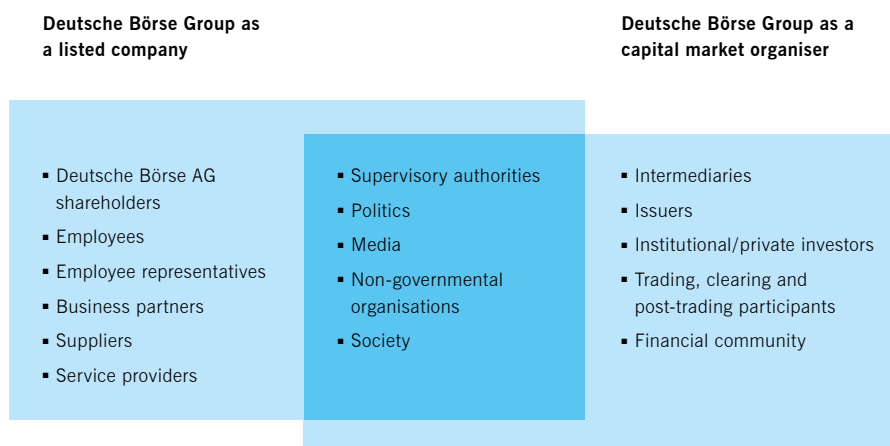 Deutsche Börse Group as
a listed company
Deutsche Börse Group as a
capital market organiser
▪ Deutsche Börse AG
shareholders
▪ Employees
▪ Employee representatives
▪ Business partners
▪ Suppliers
▪ Service providers
▪ Supervisory authorities
▪ Politics
▪ Media
▪ Non-governmental
organisations
▪ Society
▪ Intermediaries
▪ Issuers
▪ Institutional/private investors
▪ Trading, clearing and
post-trading participants
▪ Financial community